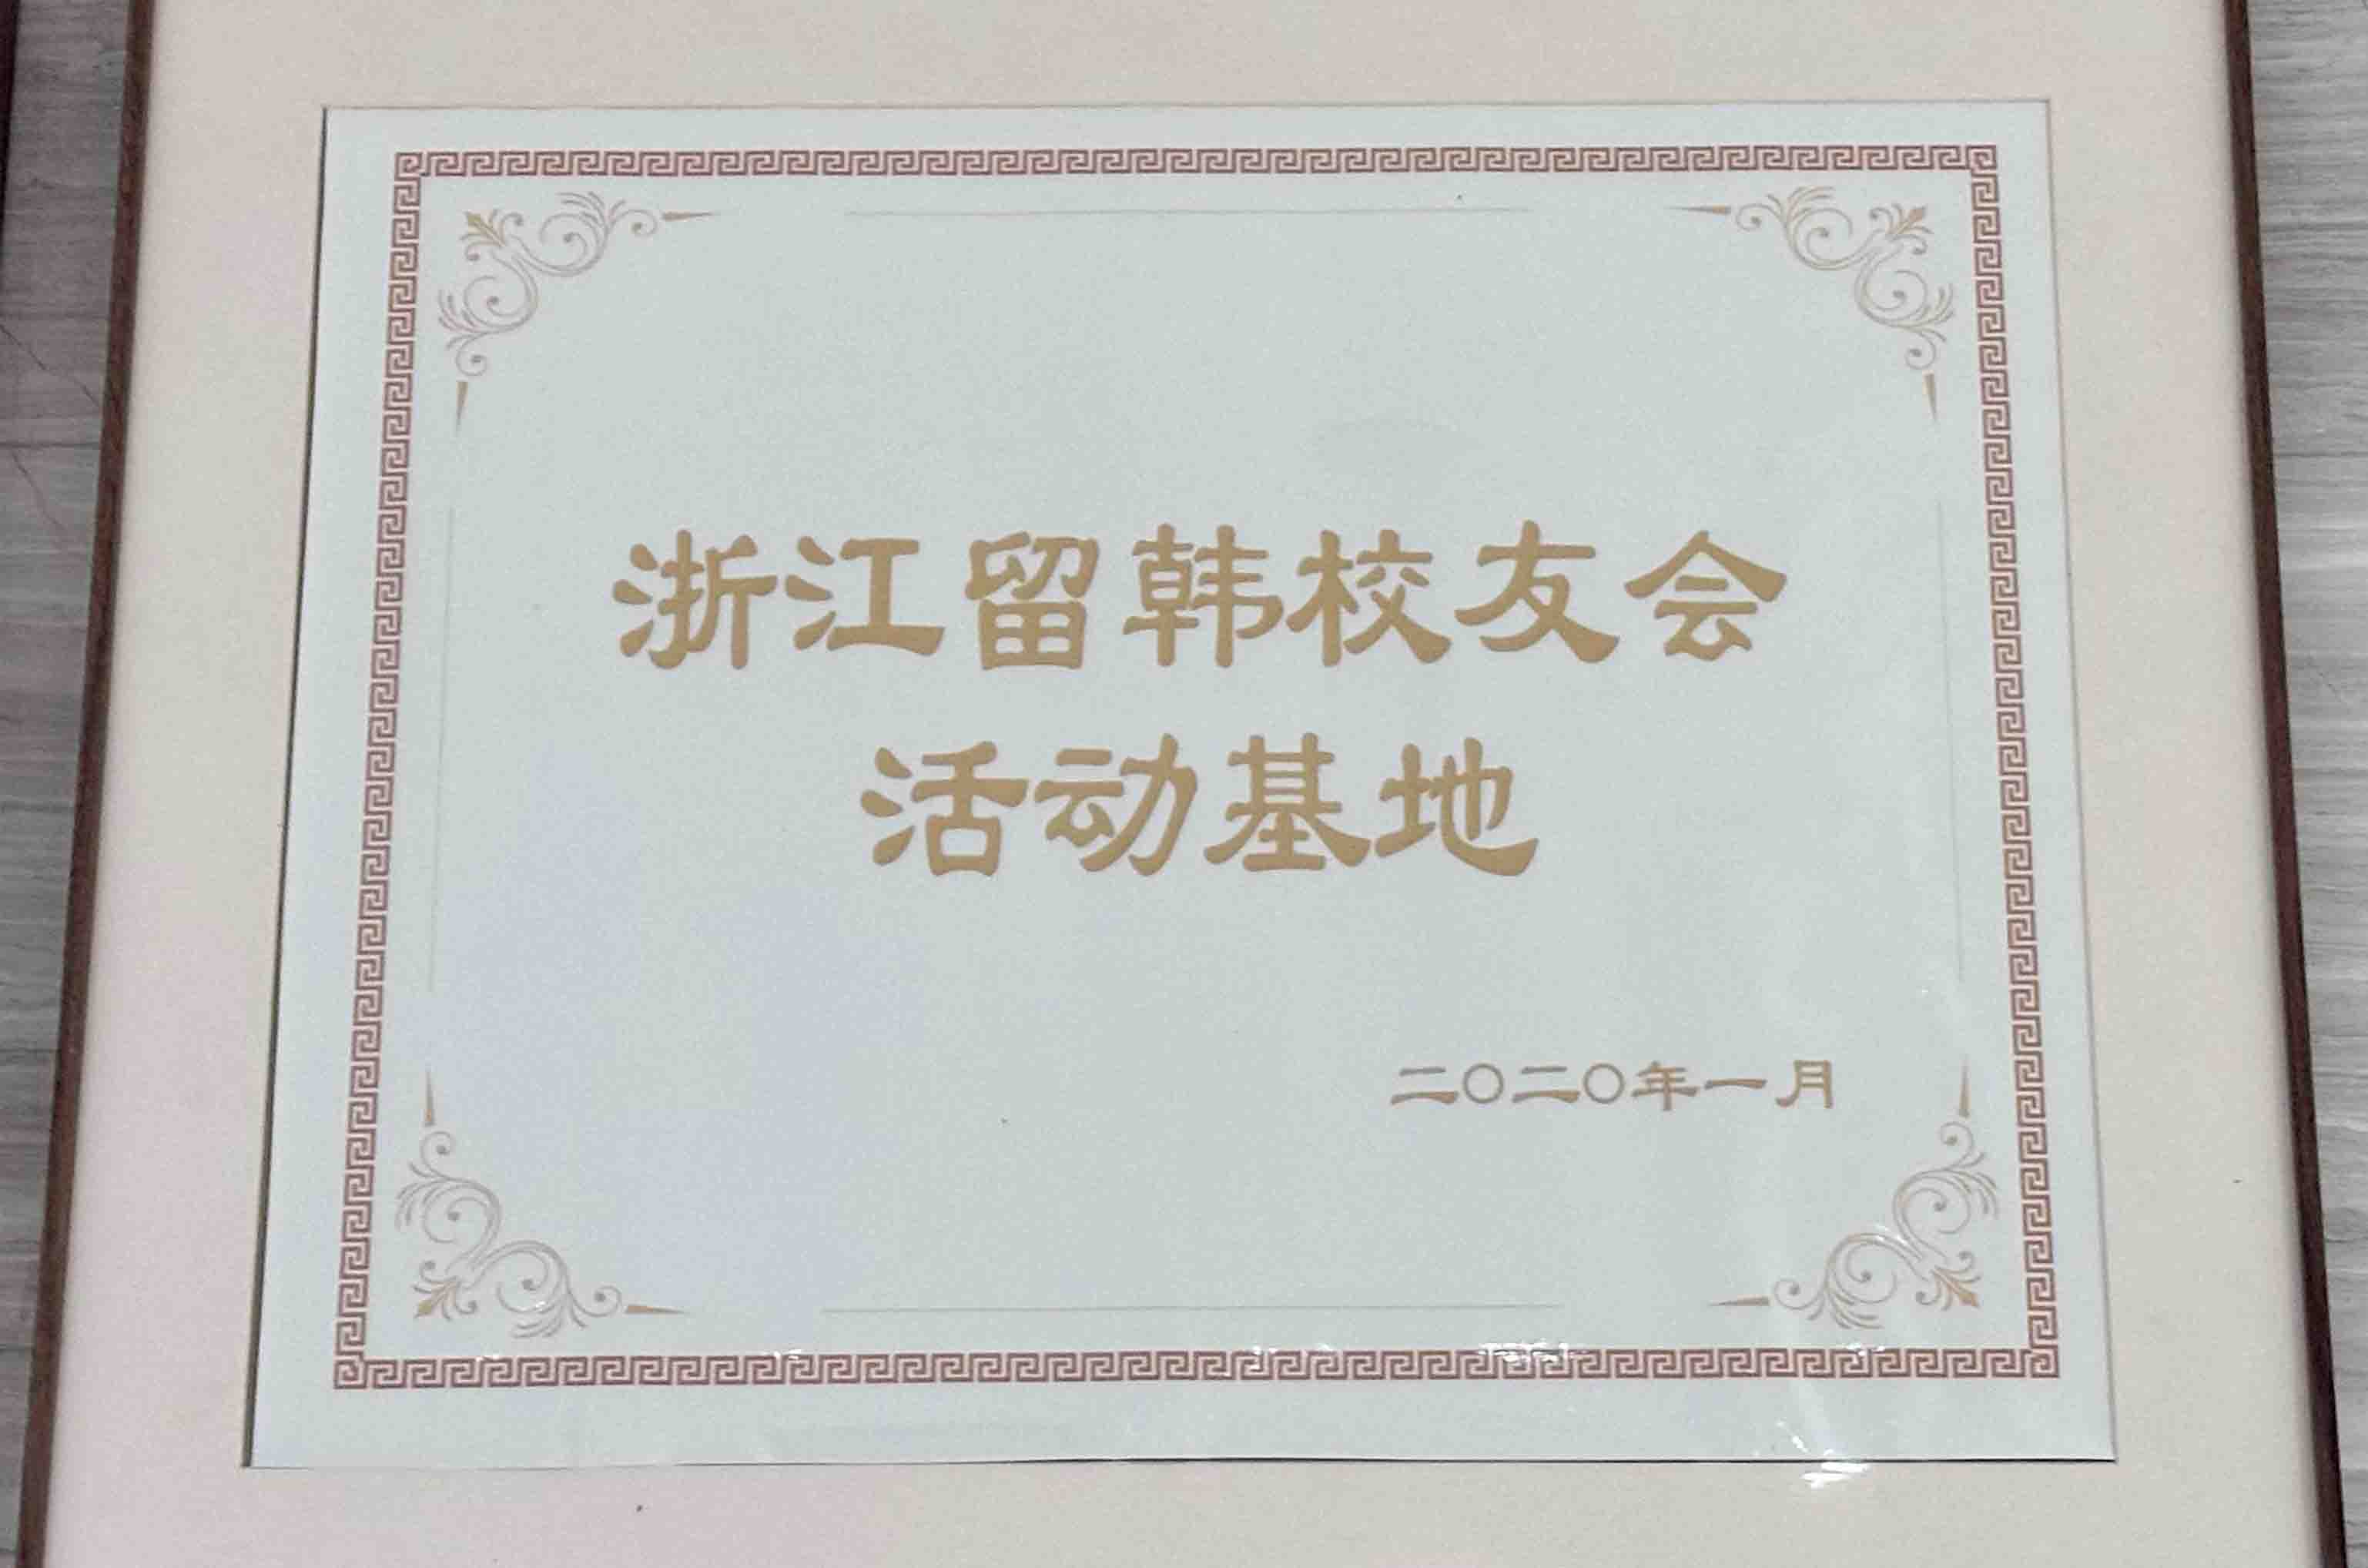 浙江留韩校友会
活动基地
二〇二〇年一月